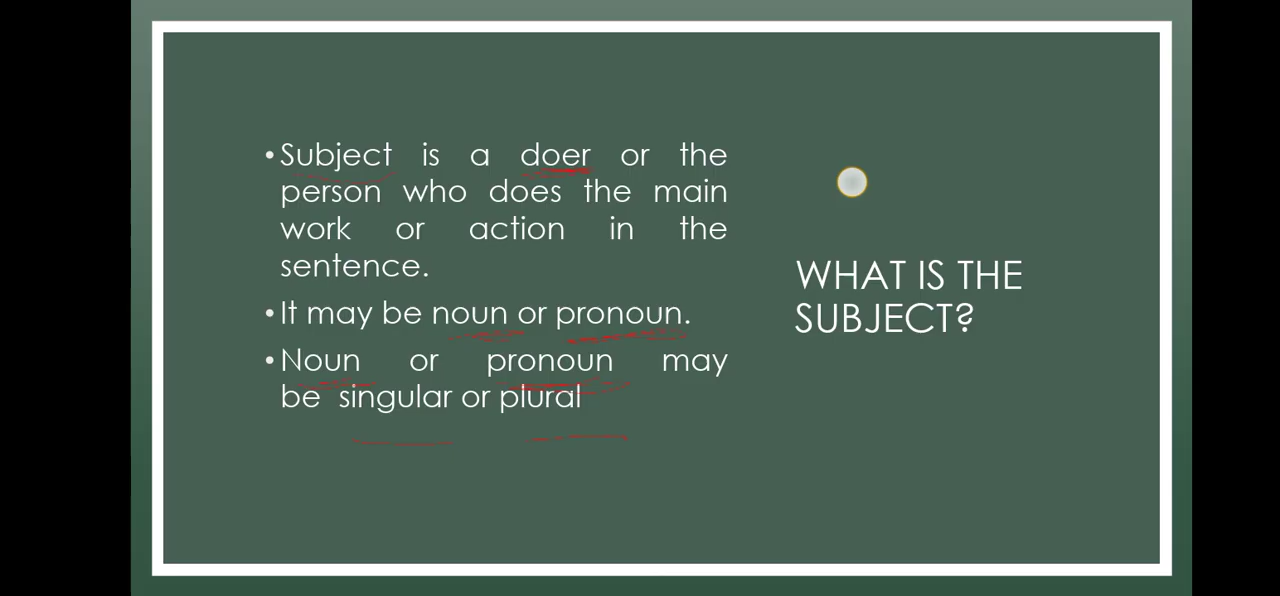 • Subject is a doer or the
person who does the main
work or action in the
sentence.
• It may be noun or pronoun.
• Noun or pronoun may
be singular or plural
WHAT IS THE
SUBJECT?